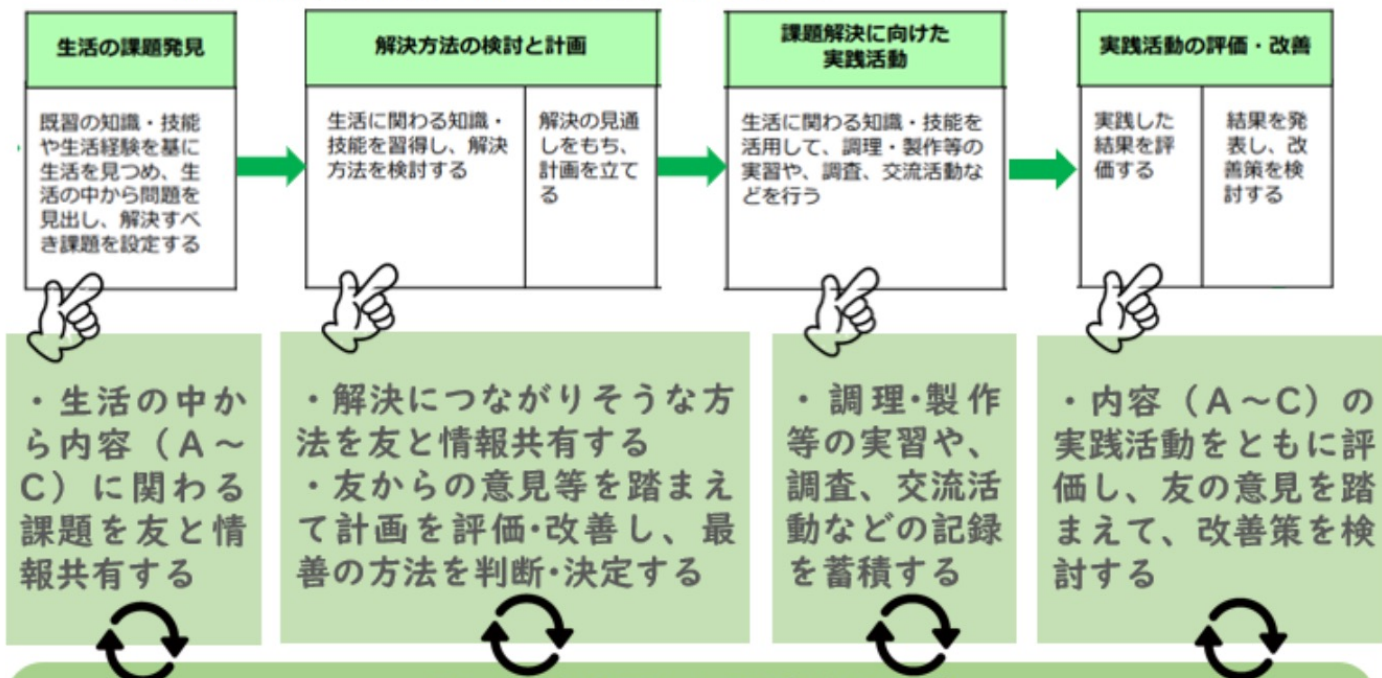 生活の課題発見
既習の知識・技能
や生活経験を基に
生活を見つめ、生
活の中から問題を
見出し、解決すべ
き課題を設定する
解決方法の検討と計画
生活に関わる知識・
技能を習得し、解決
方法を検討する
解決の見通
しをもち、
計画を立て
る
課題解決に向けた
実践活動
生活に関わる知識・技能を
活用して、調理・製作等の
実習や、調査、交流活動な
どを行う
実践活動の評価・改善
実践した
結果を評
価する
結果を発
表し、改
善策を検
討する
・生活の中か
ら内容（A～
C）に関わる
課題を友と情
報共有する
・解決につながりそうな方
法を友と情報共有する
・友からの意見等を踏まえ
て計画を評価･改善し、最
善の方法を判断･決定する
・調理･製作
等の実習や、
調査、交流活
動などの記録
を蓄積する
・内容（A～C）の
実践活動をともに評
価し、友の意見を踏
まえて、改善策を検
討する